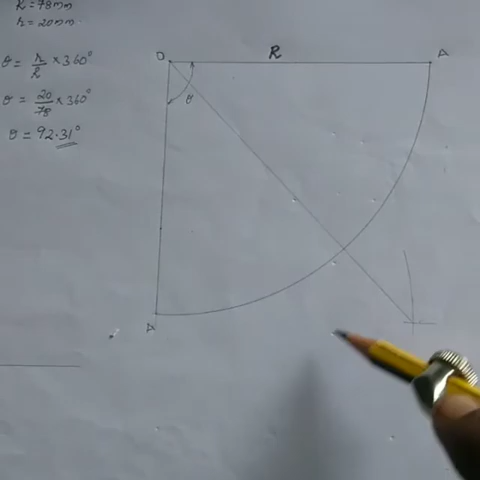 R = 78mm
r = 20mm
θ = r/R × 360°
θ = 20/78 × 360°
θ = 92.31°
O
R
A
θ
A